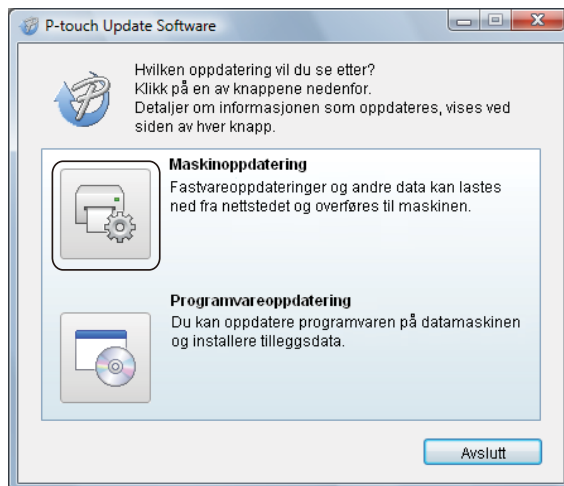 P-touch Update Software
Hvilken oppdatering vil du se etter?
Klikk på en av knappene nedenfor.
Detaljer om informasjonen som oppdateres, vises ved
siden av hver knapp.
Maskinoppdatering
Fastvareoppdateringer og andre data kan lastes
ned fra nettstedet og overføres til maskinen.
Programvareoppdatering
Du kan oppdatere programvaren på datamaskinen
og installere tilleggsdata.
Avslutt